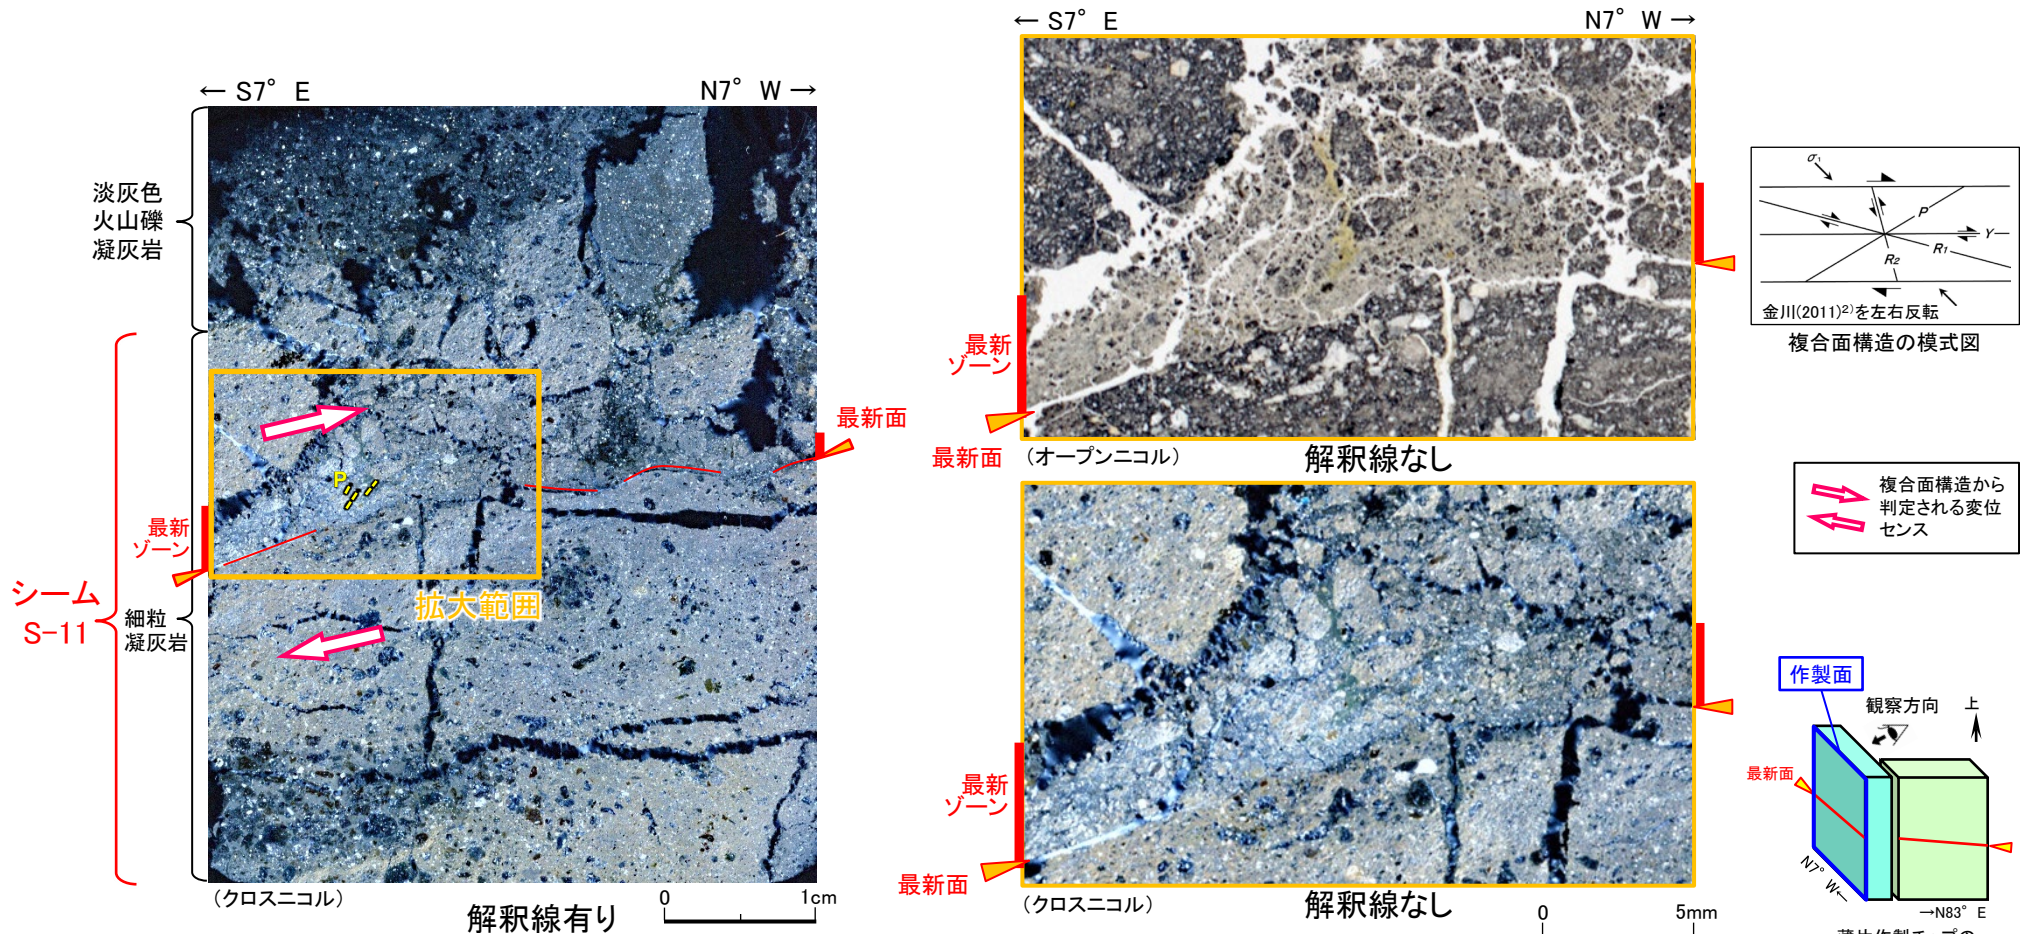 ← S7° E
N7° W →
淡灰色
火山礫
凝灰岩
シーム
S-11
細粒
凝灰岩
最新
ゾーン
P
拡大範囲
最新面
(クロスニコル)
解釈線有り
0
1cm
← S7° E
N7° W →
最新
ゾーン
最新面
(オープンニコル)
解釈線なし
最新
ゾーン
最新面
(クロスニコル)
解釈線なし
0
5mm
σ1
P
Y
R1
R2
金川(2011)2)を左右反転
複合面構造の模式図
複合面構造から
判定される変位
センス
作製面
観察方向
上
最新面
N7° W←
→N83° E